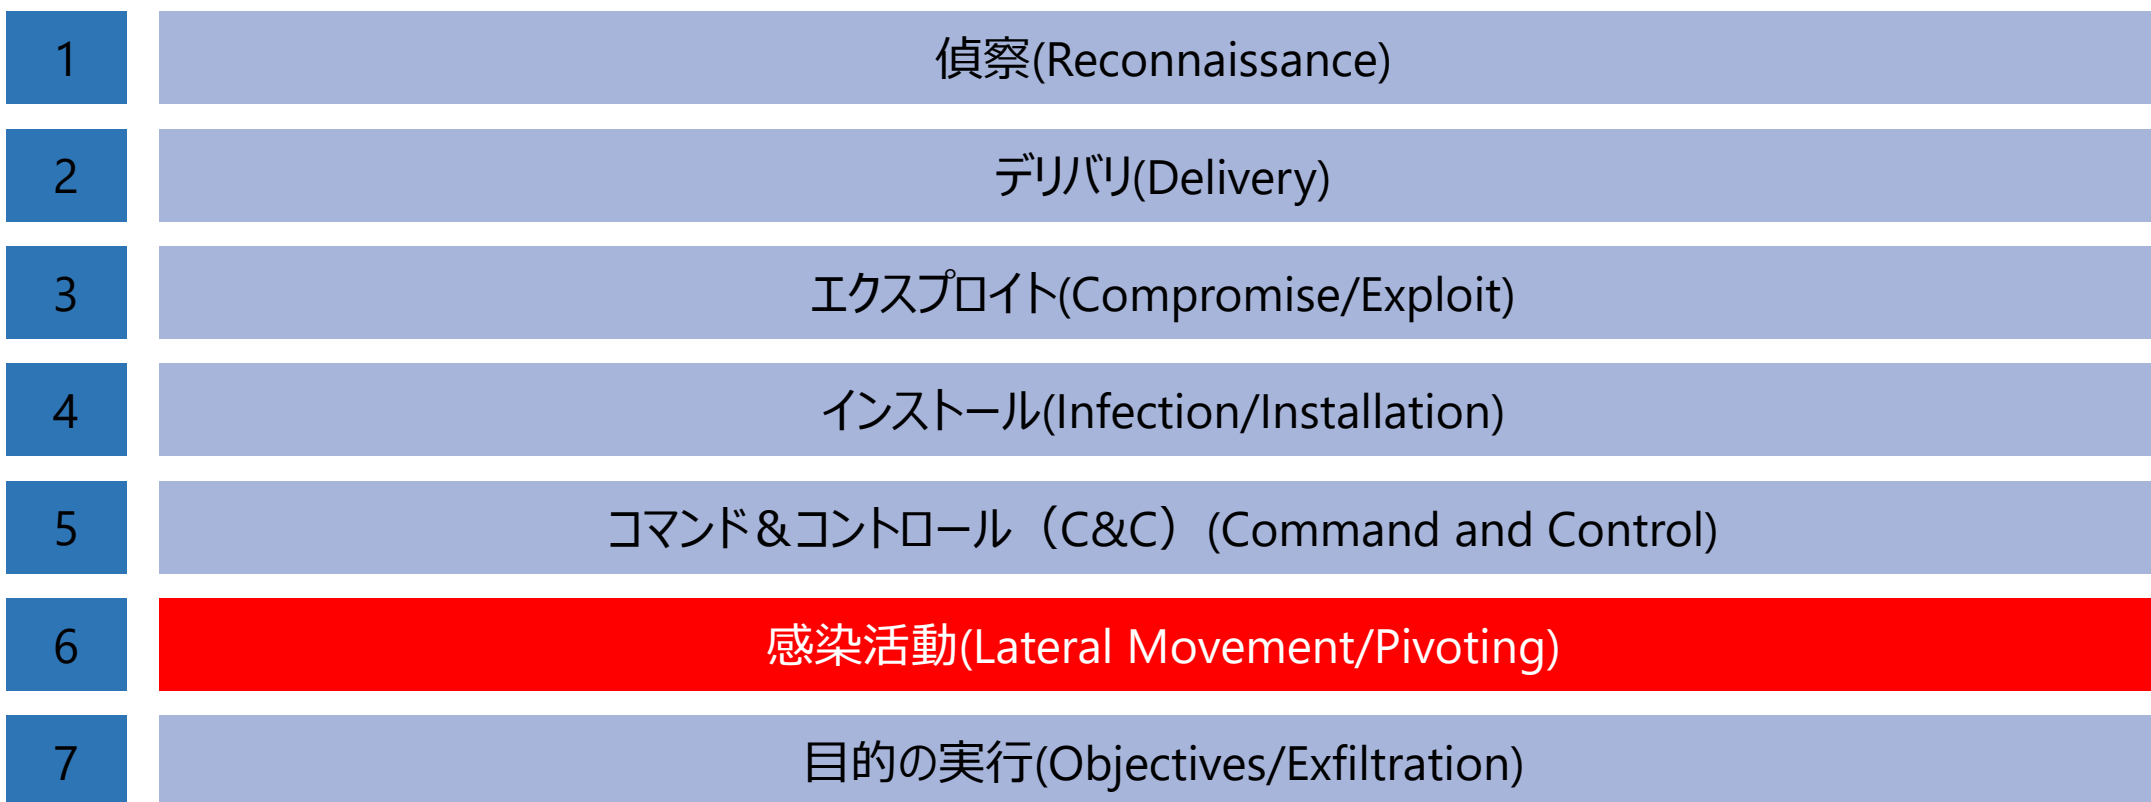 1 偵察(Reconnaissance)
2 デリバリ(Delivery)
3 エクスプロイト(Compromise/Exploit)
4 インストール(Infection/Installation)
5 コマンド＆コントロール（C&C）(Command and Control)
6 感染活動(Lateral Movement/Pivoting)
7 目的の実行(Objectives/Exfiltration)